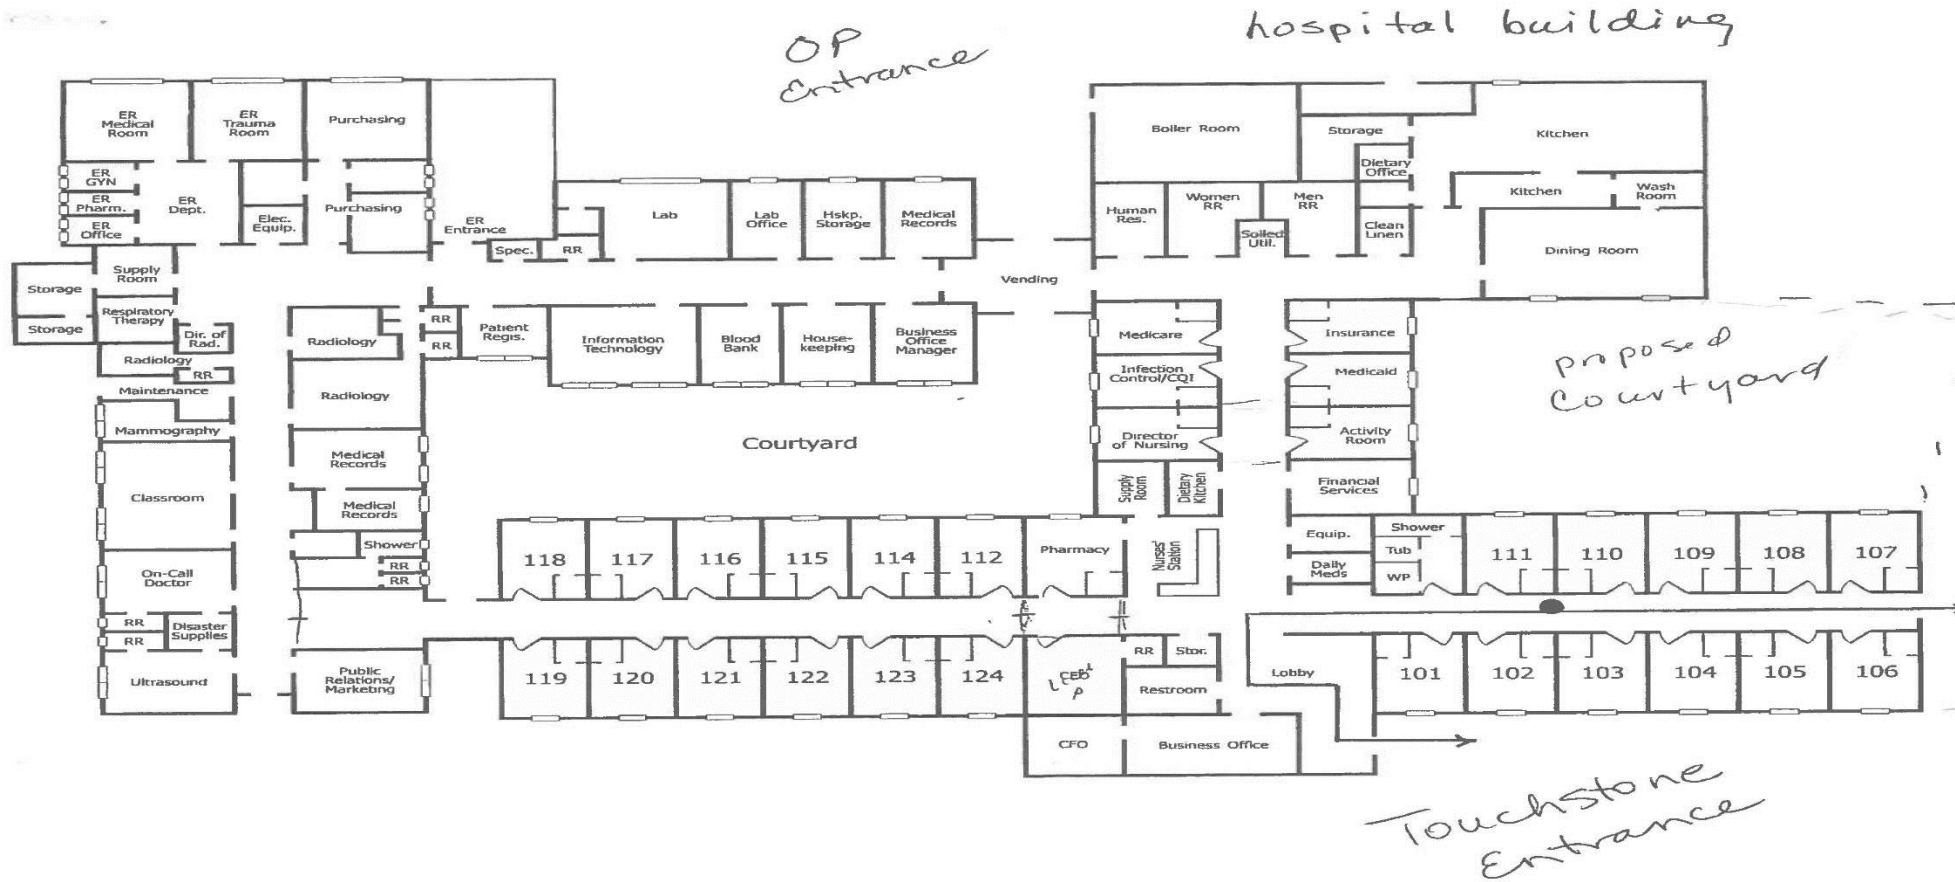 hospital building
OP
Entrance
ER
Medical
Room
ER
Trauma
Room
Purchasing
ER
GYN
ER
Pharm.
ER
Office
ER
Dept.
Elec.
Equip.
Purchasing
ER
Entrance
Spec.
RR
Lab
Lab
Office
Hskp.
Storage
Medical
Records
Vending
Boiler Room
Storage
Dietary
Office
Kitchen
Kitchen
Wash
Room
Human
Res.
Women
RR
Men
RR
Soiled
Util.
Clean
Linen
Dining Room
Storage
Storage
Supply
Room
Respiratory
Therapy
Dir. of
Rad.
Radiology
RR
Maintenance
Mammography
Classroom
On-Call
Doctor
RR
RR
Disaster
Supplies
Ultrasound
Radiology
RR
RR
Patient
Regis.
Information
Technology
Blood
Bank
House-
keeping
Business
Office
Manager
Radiology
Medical
Records
Medical
Records
Shower
RR
RR
Public
Relations/
Marketing
Courtyard
Medicare
Infection
Control/CQI
Director
of Nursing
Supply
Room
Dietary
Kitchen
Insurance
Medicaid
Activity
Room
Financial
Services
proposed
Courtyard
118
117
116
115
114
112
Pharmacy
Nurses'
Station
Equip.
Daily
Meds
Shower
Tub
WP
111
110
109
108
107
119
120
121
122
123
124
RR
Stor.
Restroom
Lobby
101
102
103
104
105
106
CFO
Business Office
Touchstone
Entrance